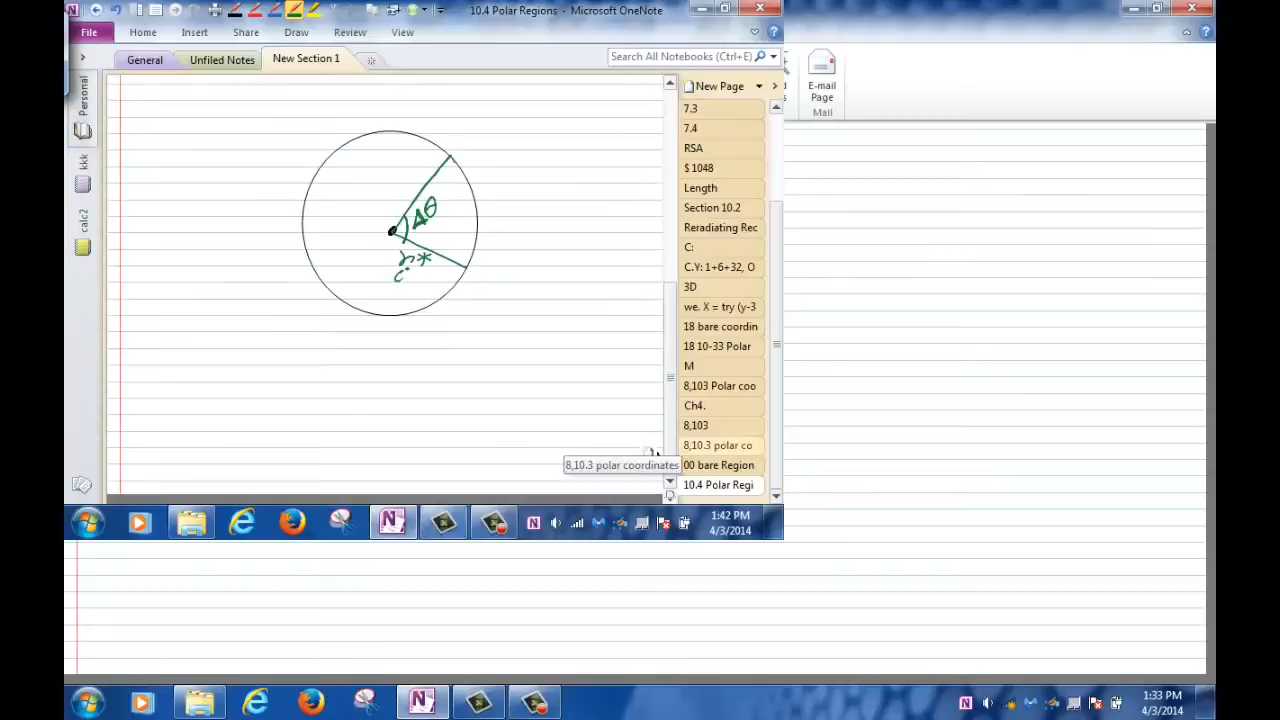 10.4 Polar Regions - Microsoft OneNote
File
Home
Insert
Share
Draw
Review
View
General
Unfiled Notes
New Section 1
Search All Notebooks (Ctrl+E)
E-mail
Page
Mail
Personal
kkk
calc2
New Page
7.3
7.4
RSA
$ 1048
Length
Section 10.2
Reradiating Rec
C:
C.Y: 1+6+32, O
3D
we. X = try (y-3
18 bare coordin
18 10-33 Polar
M
8,103 Polar coo
Ch4.
8,103
8,10.3 polar co
00 bare Region
10.4 Polar Regi
8,10.3 polar coordinates
Δθ
1:42 PM
4/3/2014
1:33 PM
4/3/2014